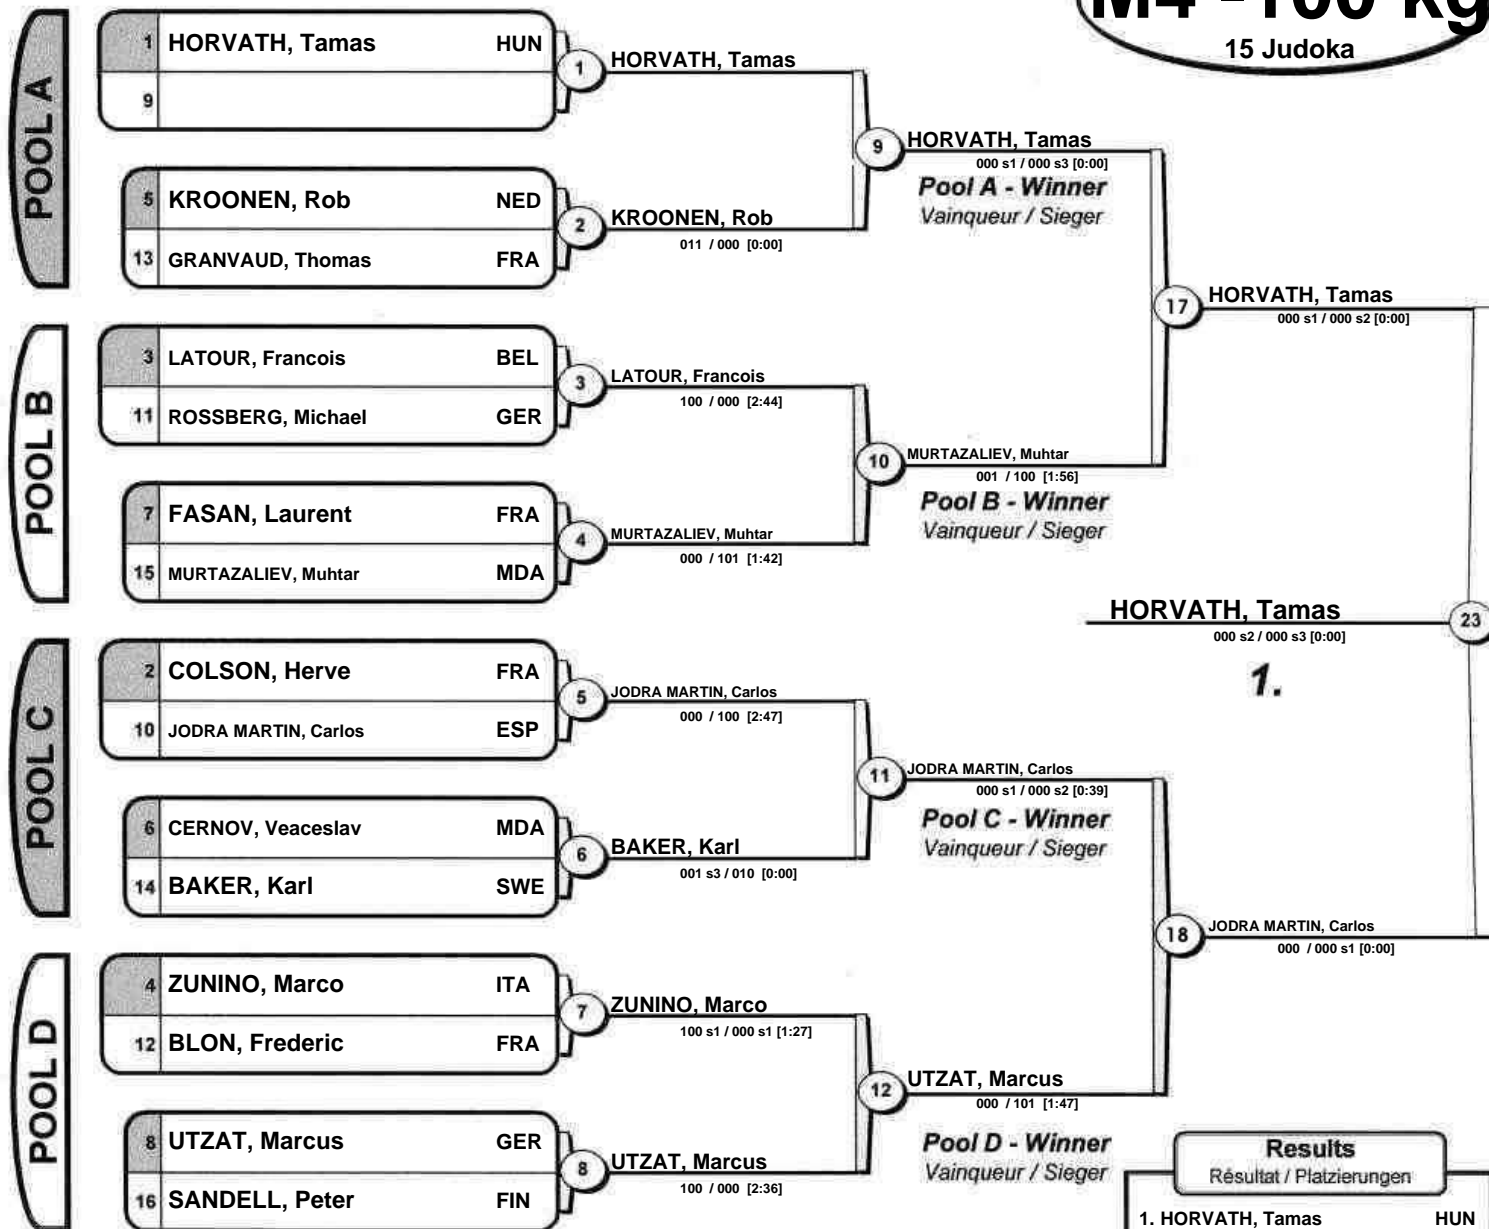 M4 -100 kg
15 Judoka
POOL A
1 HORVATH, Tamas HUN
9
1
HORVATH, Tamas
5 KROONEN, Rob NED
13 GRANVAUD, Thomas FRA
2
KROONEN, Rob
011 / 000 [0:00]
9
HORVATH, Tamas
000 s1 / 000 s3 [0:00]
Pool A - Winner
Vainqueur / Sieger
POOL B
3 LATOUR, Francois BEL
11 ROSSBERG, Michael GER
3
LATOUR, Francois
100 / 000 [2:44]
7 FASAN, Laurent FRA
15 MURTAZALIEV, Muhtar MDA
4
MURTAZALIEV, Muhtar
000 / 101 [1:42]
10
MURTAZALIEV, Muhtar
001 / 100 [1:56]
Pool B - Winner
Vainqueur / Sieger
17
HORVATH, Tamas
000 s1 / 000 s2 [0:00]
HORVATH, Tamas
23
000 s2 / 000 s3 [0:00]
1.
POOL C
2 COLSON, Herve FRA
10 JODRA MARTIN, Carlos ESP
5
JODRA MARTIN, Carlos
000 / 100 [2:47]
6 CERNOV, Veaceslav MDA
14 BAKER, Karl SWE
6
BAKER, Karl
001 s3 / 010 [0:00]
11
JODRA MARTIN, Carlos
000 s1 / 000 s2 [0:39]
Pool C - Winner
Vainqueur / Sieger
POOL D
4 ZUNINO, Marco ITA
12 BLON, Frederic FRA
7
ZUNINO, Marco
100 s1 / 000 s1 [1:27]
8 UTZAT, Marcus GER
16 SANDELL, Peter FIN
8
UTZAT, Marcus
100 / 000 [2:36]
12
UTZAT, Marcus
000 / 101 [1:47]
Pool D - Winner
Vainqueur / Sieger
18
JODRA MARTIN, Carlos
000 / 000 s1 [0:00]
Results
Résultat / Platzierungen
1. HORVATH, Tamas HUN